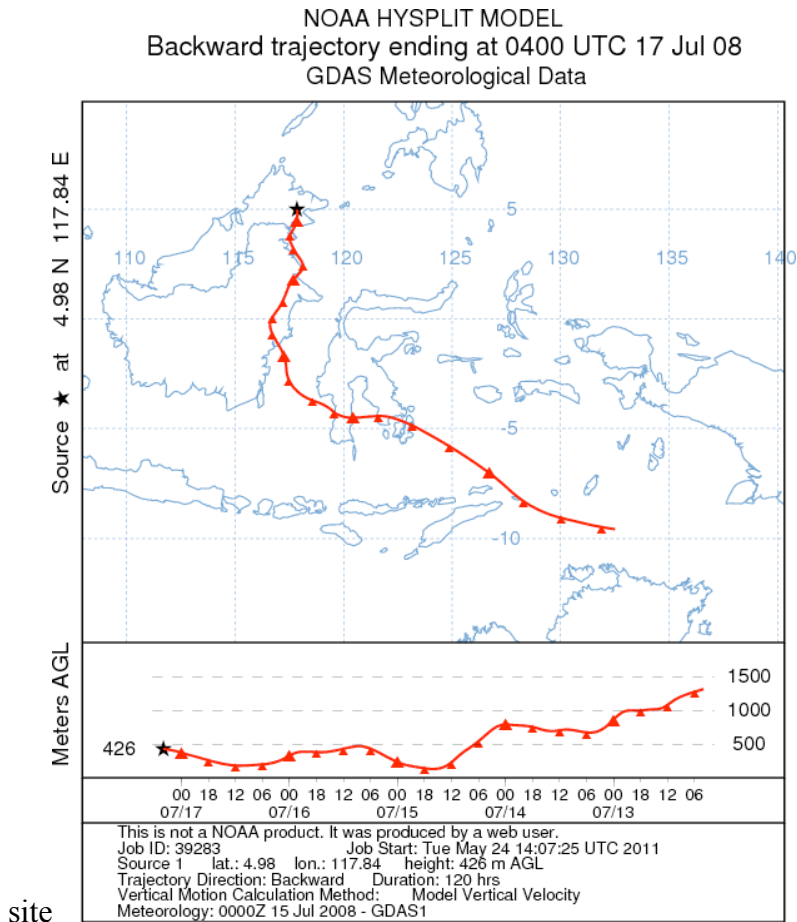 NOAA HYSPLIT MODEL
Backward trajectory ending at 0400 UTC 17 Jul 08
GDAS Meteorological Data
Source ★ at 4.98 N 117.84 E
5
110 115 120 125 130 135 140
-5
-10
Meters AGL
1500
1000
426
500
00 18 12 06 00 18 12 06 00 18 12 06 00 18 12 06 00 18 12 06
07/17 07/16 07/15 07/14 07/13
This is not a NOAA product. It was produced by a web user.
Job ID: 39283 Job Start: Tue May 24 14:07:25 UTC 2011
Source 1 lat.: 4.98 lon.: 117.84 height: 426 m AGL
Trajectory Direction: Backward Duration: 120 hrs
Vertical Motion Calculation Method: Model Vertical Velocity
Meteorology: 0000Z 15 Jul 2008 - GDAS1
site